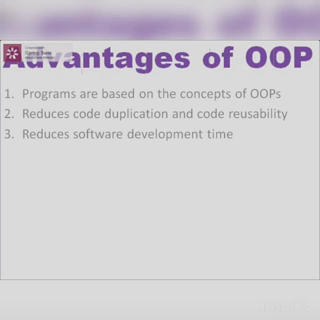 Advantages of OOP
1. Programs are based on the concepts of OOPs
2. Reduces code duplication and code reusability
3. Reduces software development time